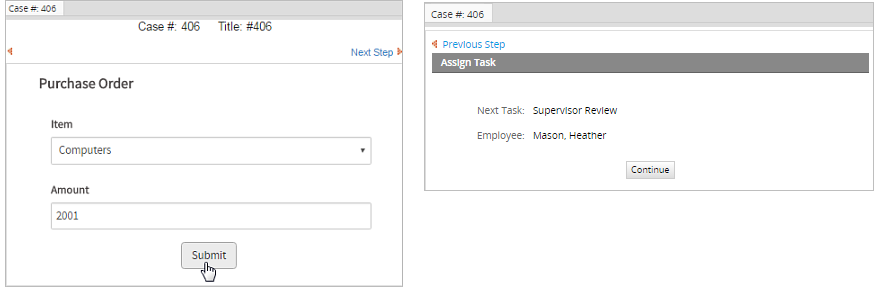 Case #: 406
Case #: 406 Title: #406
Next Step
Purchase Order
Item
Computers
Amount
2001
Submit
Case #: 406
Previous Step
Assign Task
Next Task: Supervisor Review
Employee: Mason, Heather
Continue